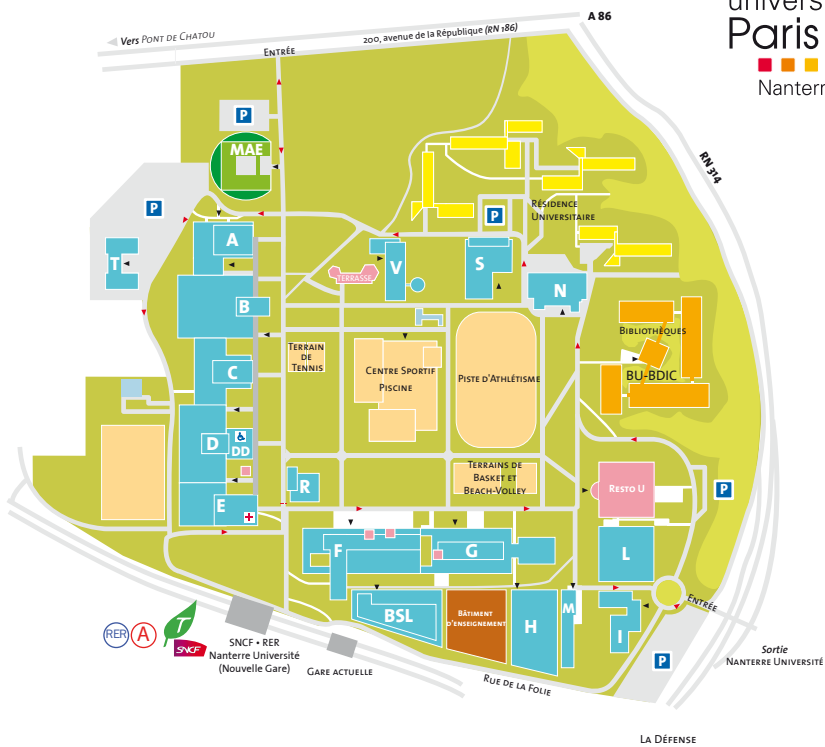 univers
Paris
Nanterre
A 86
Vers PONT DE CHATOU
200, avenue de la République (RN 186)
ENTRÉE
P
MAE
RN 314
P
RÉSIDENCE
UNIVERSITAIRE
P
A
T
TERRASSE
V
S
N
B
BIBLIOTHÈQUES
TERRAIN
DE
TENNIS
CENTRE SPORTIF
PISCINE
PISTE D'ATHLÉTISME
BU-BDIC
C
D
DD
TERRAINS DE
BASKET ET
BEACH-VOLLEY
R
RESTO U
P
E
F
G
L
BSL
BÂTIMENT
D'ENSEIGNEMENT
H
M
I
ENTRÉE
RER
A
T
SNCF
SNCF • RER
Nanterre Université
(Nouvelle Gare)
GARE ACTUELLE
RUE DE LA FOLIE
P
Sortie
NANTERRE UNIVERSITÉ
LA DÉFENSE